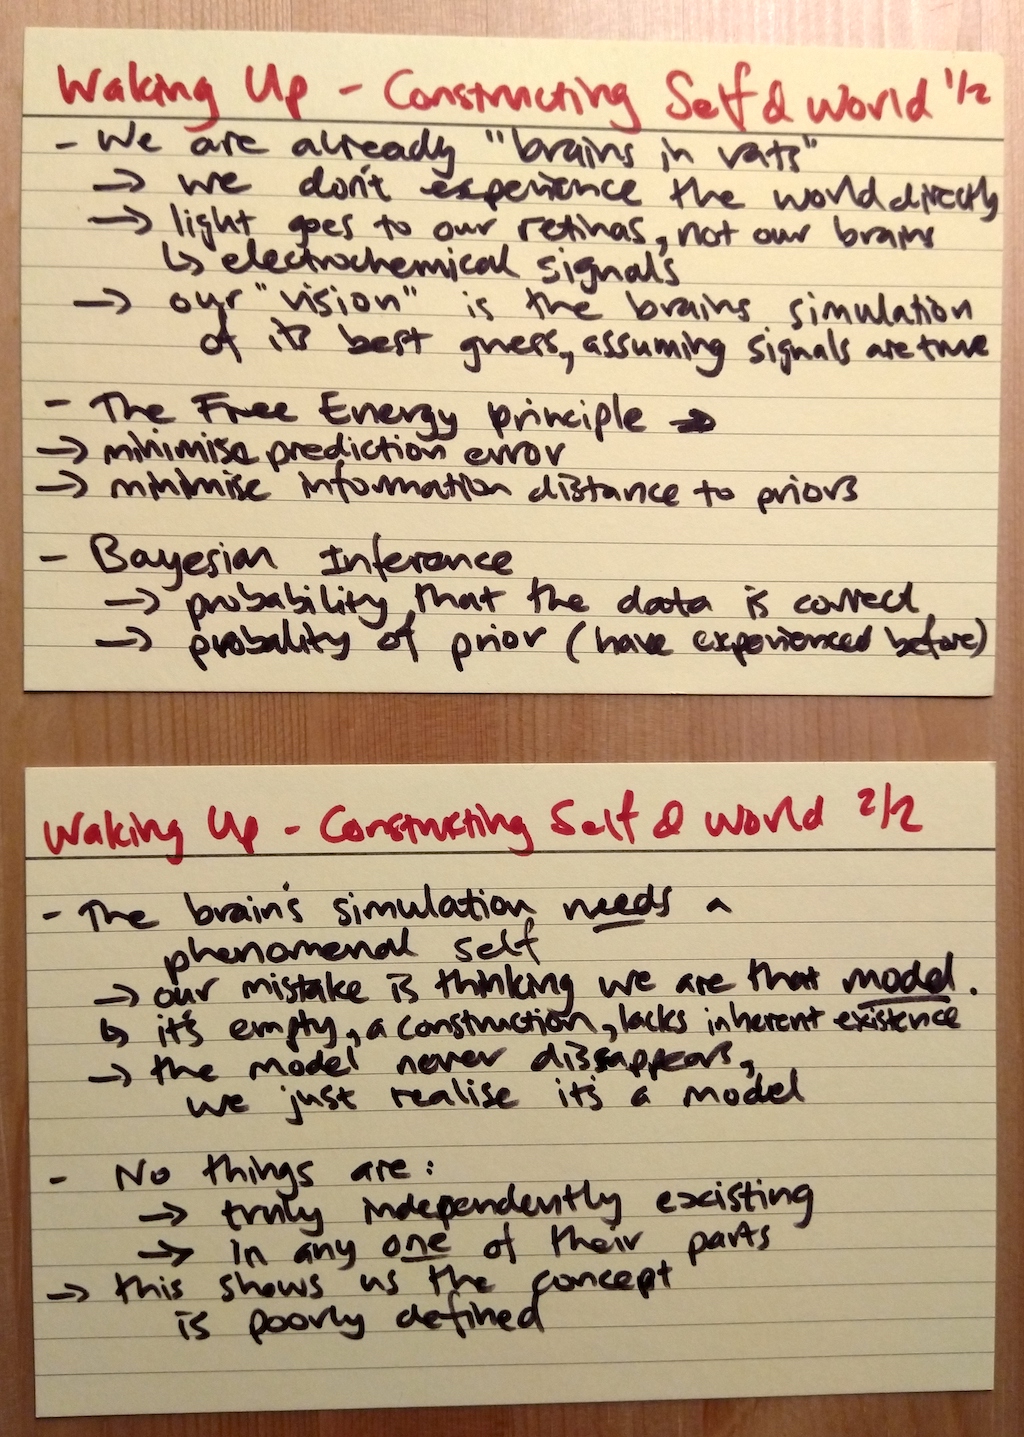 Waking Up - Constructing Self & World 1/2
- We are already "brains in vats"
→ we don't experience the world directly
→ light goes to our retinas, not our brains
↳ electrochemical signals
→ our "vision" is the brains simulation
of its best guess, assuming signals are true
- The Free Energy principle →
→ minimise prediction error
→ minimise information distance to priors
- Bayesian Inference
→ probability that the data is correct
→ probality of prior (have experienced before)
Waking Up - Constructing Self & World 2/2
- The brain's simulation needs a
phenomenal self
→ our mistake is thinking we are that model.
↳ it's empty, a construction, lacks inherent existence
→ the model never dissappears,
we just realise it's a model
- No things are:
→ truly independently existing
→ in any one of their parts
→ this shows us the concept
is poorly defined